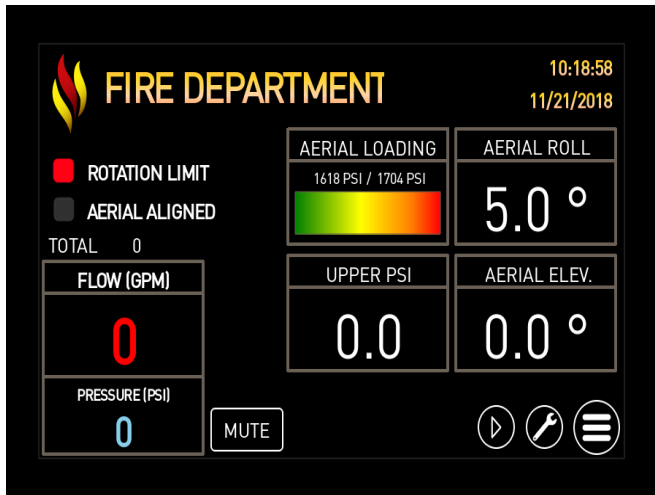 FIRE DEPARTMENT
10:18:58
11/21/2018
ROTATION LIMIT
AERIAL ALIGNED
TOTAL 0
FLOW (GPM)
0
PRESSURE (PSI)
0
MUTE
AERIAL LOADING
1618 PSI / 1704 PSI
AERIAL ROLL
5.0 °
UPPER PSI
0.0
AERIAL ELEV.
0.0 °